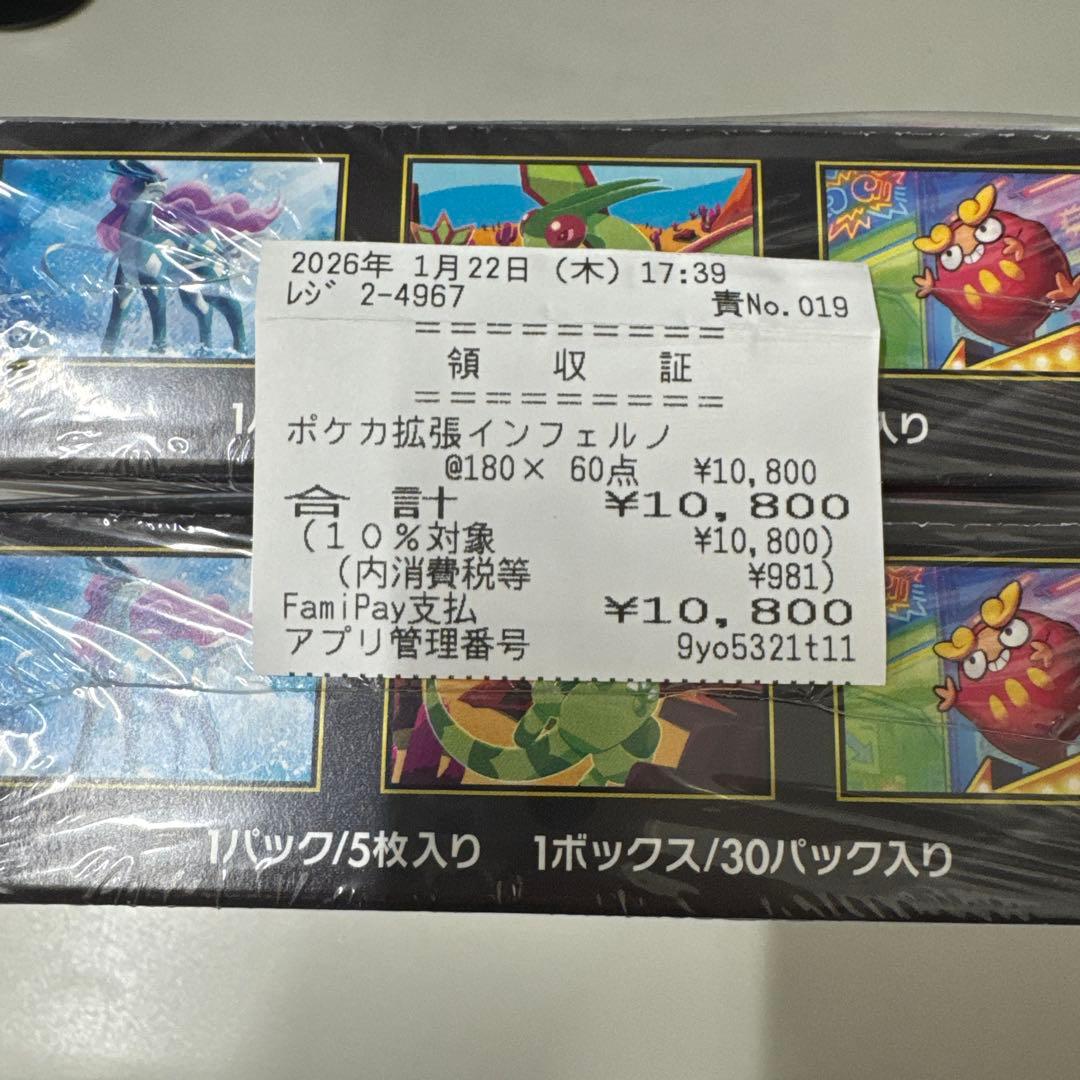 2026年 1月22日 (木) 17:39
ﾚｼﾞ 2-4967 責No.019
=========
領 収 証
=========
ポケカ拡張インフェルノ
@180× 60点 ¥10,800
合 計 ¥10,800
(10%対象 ¥10,800)
(内消費税等 ¥981)
FamiPay支払 ¥10,800
アプリ管理番号 9yo5321t11
入り
1パック/5枚入り 1ボックス/30パック入り